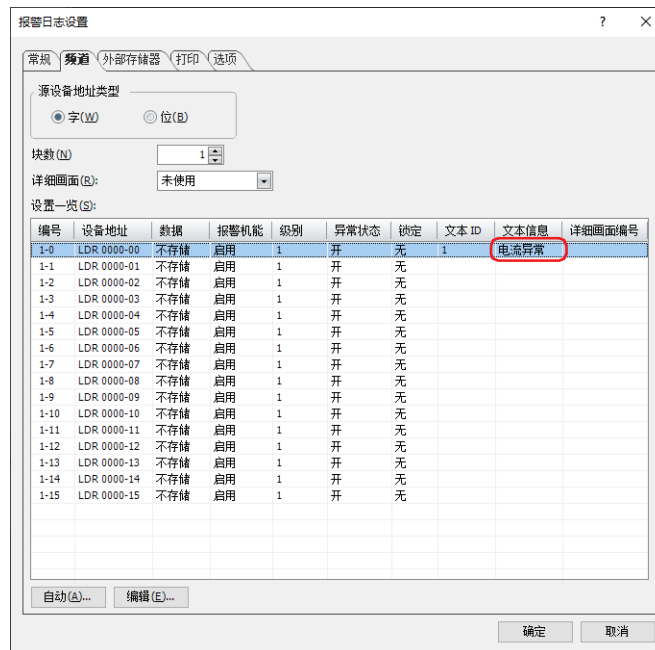 报警日志设置 ? ×
常规 频道 外部存储器 打印 选项
源设备地址类型
字(W) 位(B)
块数(N) 1
详细画面(R): 未使用
设置一览(S):
编号 设备地址 数据 报警机能 级别 异常状态 锁定 文本 ID 文本信息 详细画面编号
1-0 LDR 0000-00 不存储 启用 1 开 无 1 电流异常
1-1 LDR 0000-01 不存储 启用 1 开 无
1-2 LDR 0000-02 不存储 启用 1 开 无
1-3 LDR 0000-03 不存储 启用 1 开 无
1-4 LDR 0000-04 不存储 启用 1 开 无
1-5 LDR 0000-05 不存储 启用 1 开 无
1-6 LDR 0000-06 不存储 启用 1 开 无
1-7 LDR 0000-07 不存储 启用 1 开 无
1-8 LDR 0000-08 不存储 启用 1 开 无
1-9 LDR 0000-09 不存储 启用 1 开 无
1-10 LDR 0000-10 不存储 启用 1 开 无
1-11 LDR 0000-11 不存储 启用 1 开 无
1-12 LDR 0000-12 不存储 启用 1 开 无
1-13 LDR 0000-13 不存储 启用 1 开 无
1-14 LDR 0000-14 不存储 启用 1 开 无
1-15 LDR 0000-15 不存储 启用 1 开 无
自动(A)... 编辑(E)...
确定 取消